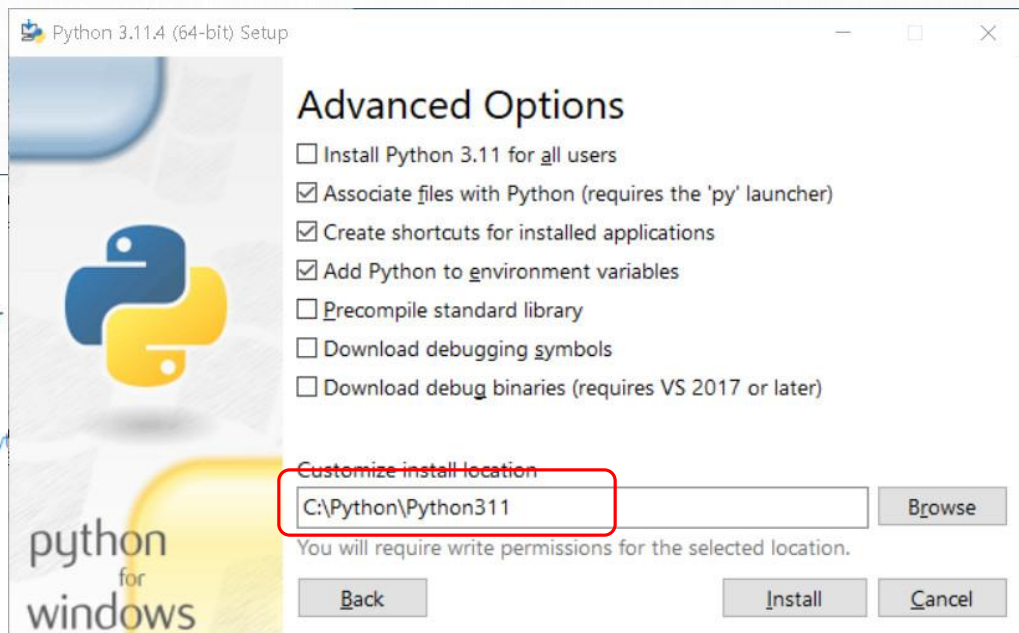 Python 3.11.4 (64-bit) Setup
Advanced Options
Install Python 3.11 for all users
Associate files with Python (requires the 'py' launcher)
Create shortcuts for installed applications
Add Python to environment variables
Precompile standard library
Download debugging symbols
Download debug binaries (requires VS 2017 or later)
Customize install location
C:\Python\Python311
Browse
You will require write permissions for the selected location.
python
for
windows
Back
Install
Cancel